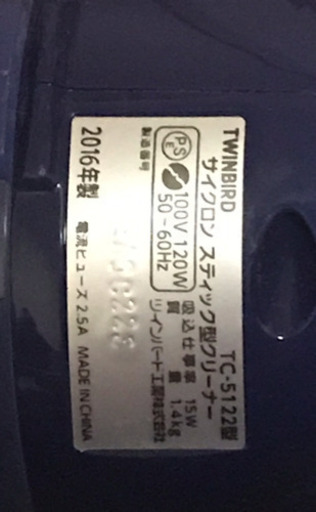 TWINBIRD TC-5122型
サイクロン スティック型クリーナー
PS E 100V 120W 50-60Hz
吸込仕事率 15W
質量 1.4kg
ツインバード工業株式会社
製造番号
2016年製 電流ヒューズ 2.5A MADE IN CHINA